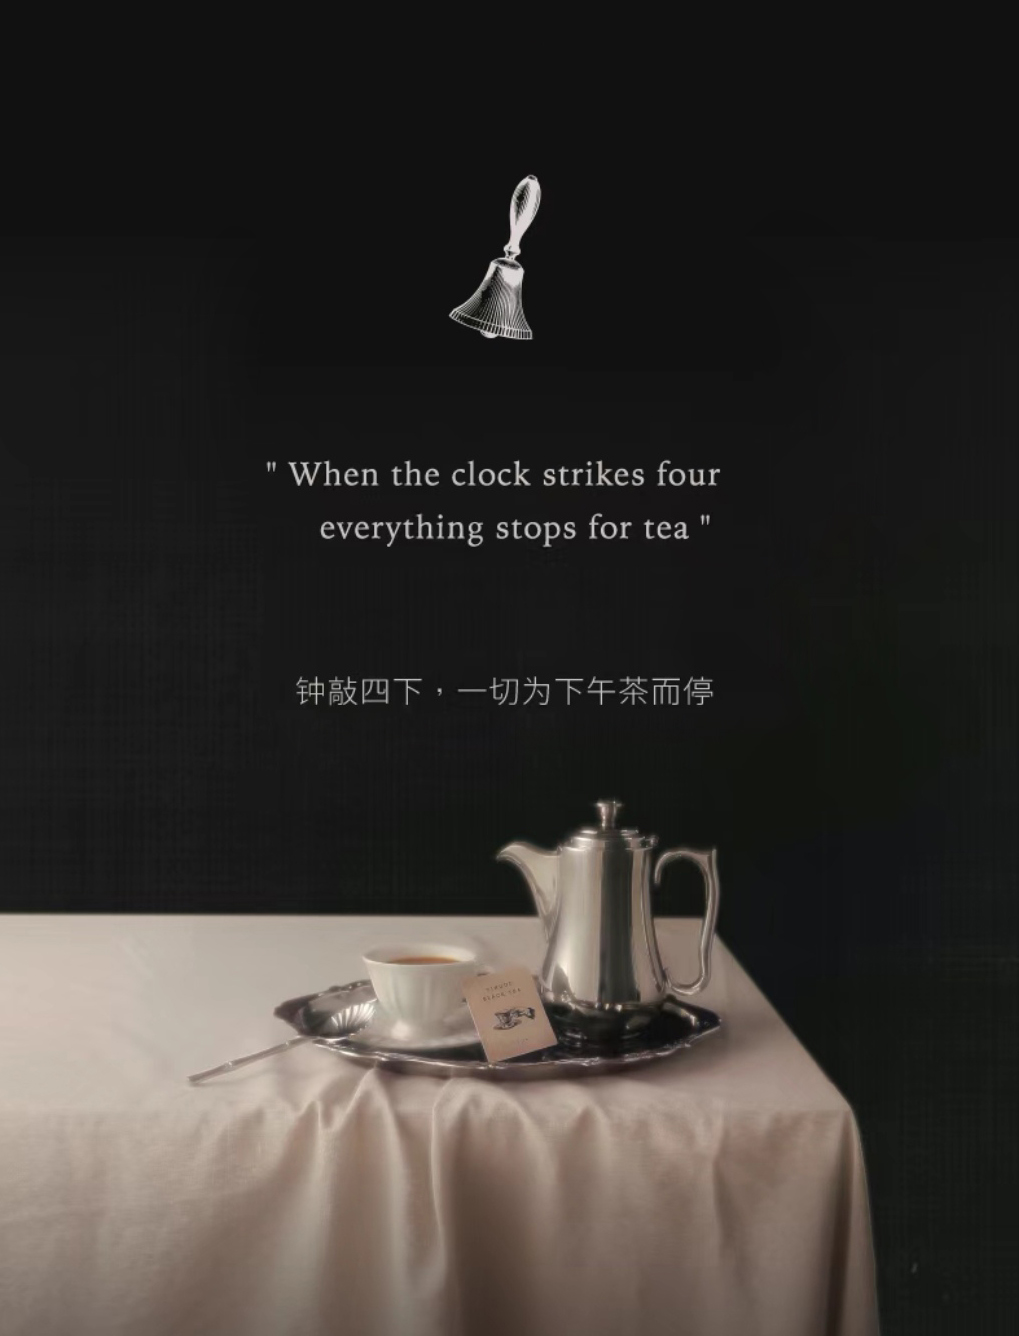 " When the clock strikes four
everything stops for tea "
钟敲四下，一切为下午茶而停
BLACK TEA